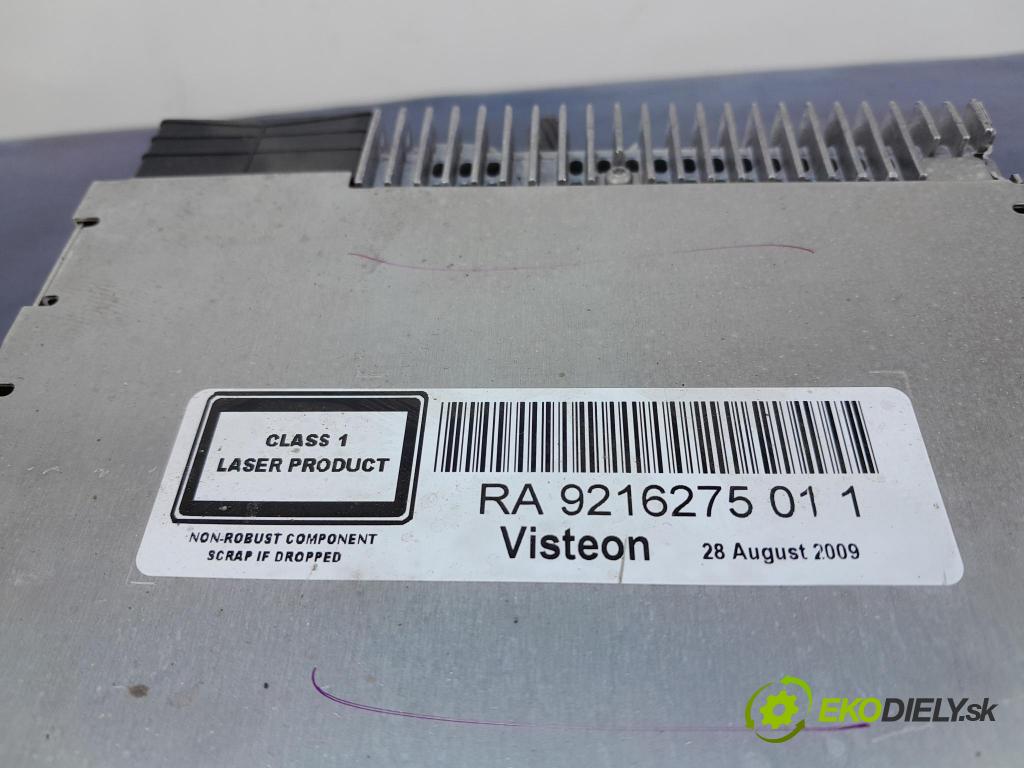 CLASS 1
LASER PRODUCT
NON-ROBUST COMPONENT
SCRAP IF DROPPED
RA 9216275 01 1
Visteon
28 August 2009
EKODIELY.sk